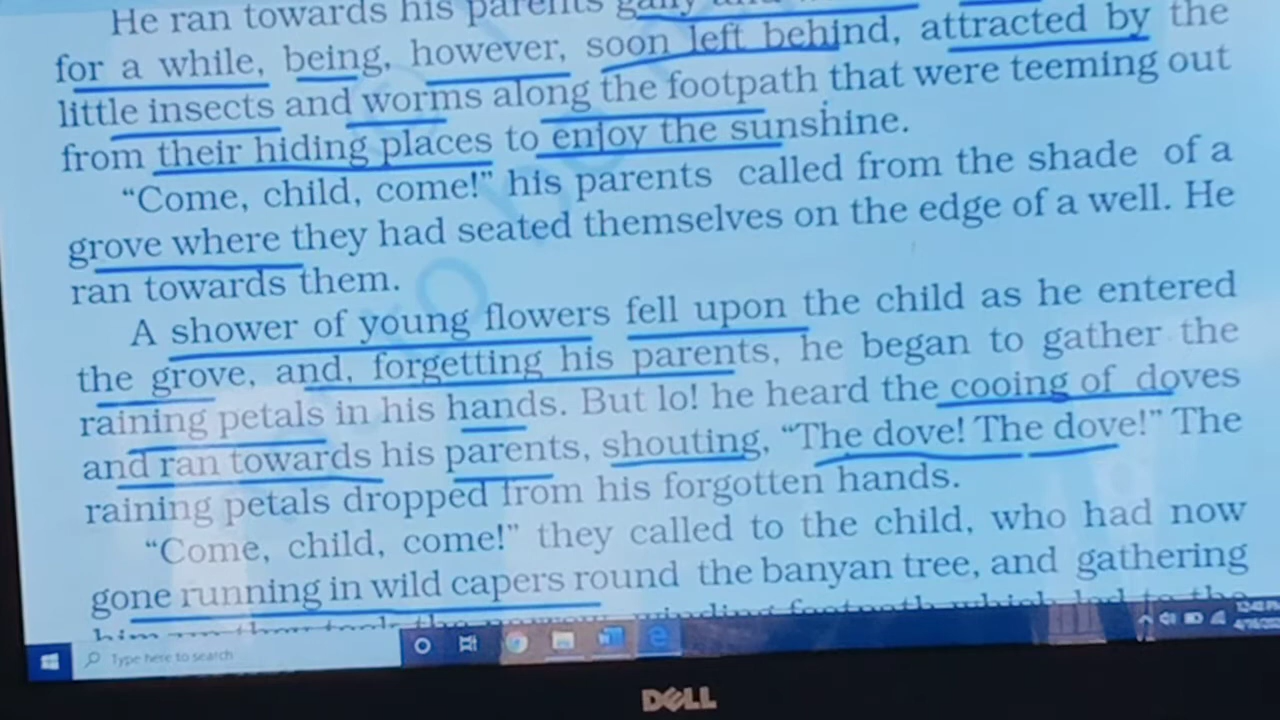 He ran towards his parents gaily and
for a while, being, however, soon left behind, attracted by the
little insects and worms along the footpath that were teeming out
from their hiding places to enjoy the sunshine.
“Come, child, come!” his parents called from the shade of a
grove where they had seated themselves on the edge of a well. He
ran towards them.
A shower of young flowers fell upon the child as he entered
the grove, and, forgetting his parents, he began to gather the
raining petals in his hands. But lo! he heard the cooing of doves
and ran towards his parents, shouting, “The dove! The dove!” The
raining petals dropped from his forgotten hands.
“Come, child, come!” they called to the child, who had now
gone running in wild capers round the banyan tree, and gathering
Type here to search
DELL